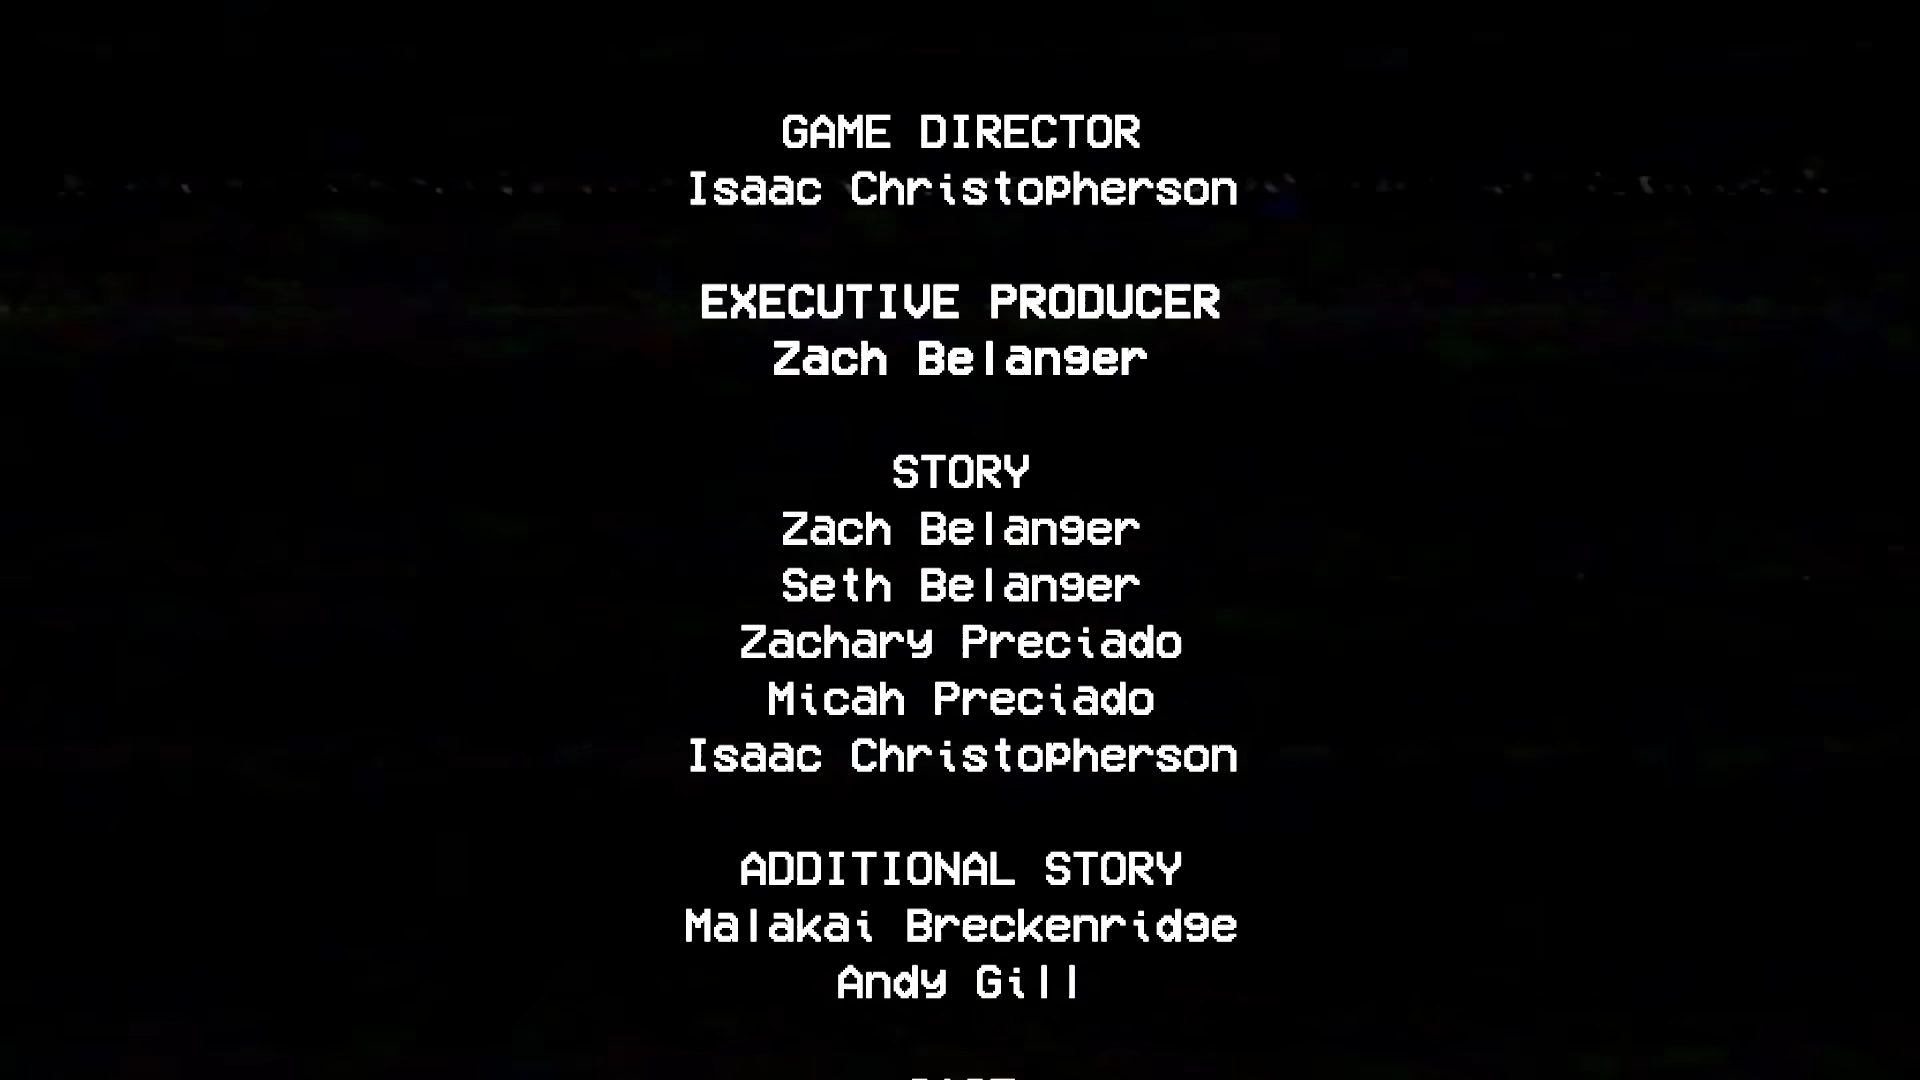 GAME DIRECTOR
Isaac Christopherson
EXECUTIVE PRODUCER
Zach Belanger
STORY
Zach Belanger
Seth Belanger
Zachary Preciado
Micah Preciado
Isaac Christopherson
ADDITIONAL STORY
Malakai Breckenridge
Andy Gill